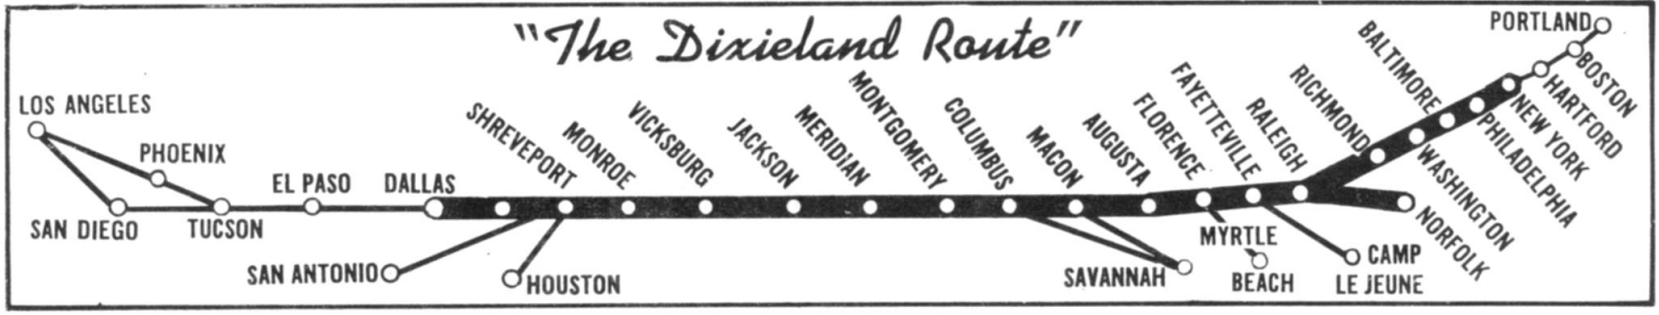 "The Dixieland Route"
LOS ANGELES
PHOENIX
SAN DIEGO
TUCSON
EL PASO
DALLAS
SAN ANTONIO
HOUSTON
SHREVEPORT
MONROE
VICKSBURG
JACKSON
MERIDIAN
MONTGOMERY
COLUMBUS
MACON
SAVANNAH
AUGUSTA
FLORENCE
MYRTLE
BEACH
FAYETTEVILLE
CAMP
LE JEUNE
RALEIGH
NORFOLK
RICHMOND
WASHINGTON
BALTIMORE
PHILADELPHIA
NEW YORK
HARTFORD
BOSTON
PORTLAND